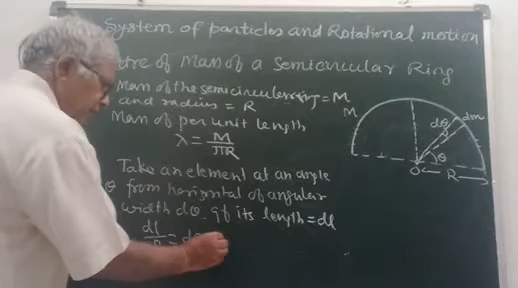 System of particles and Rotational motion
tre of Mass of a Semicircular Ring
Mass of the semicircular ring = M
and radius = R
Mass of per unit length
λ = M/πR
Take an element at an angle
θ from horizontal of angular
width dθ. If its length = dl
dl/R = d
M
dθ
dm
θ
O
R